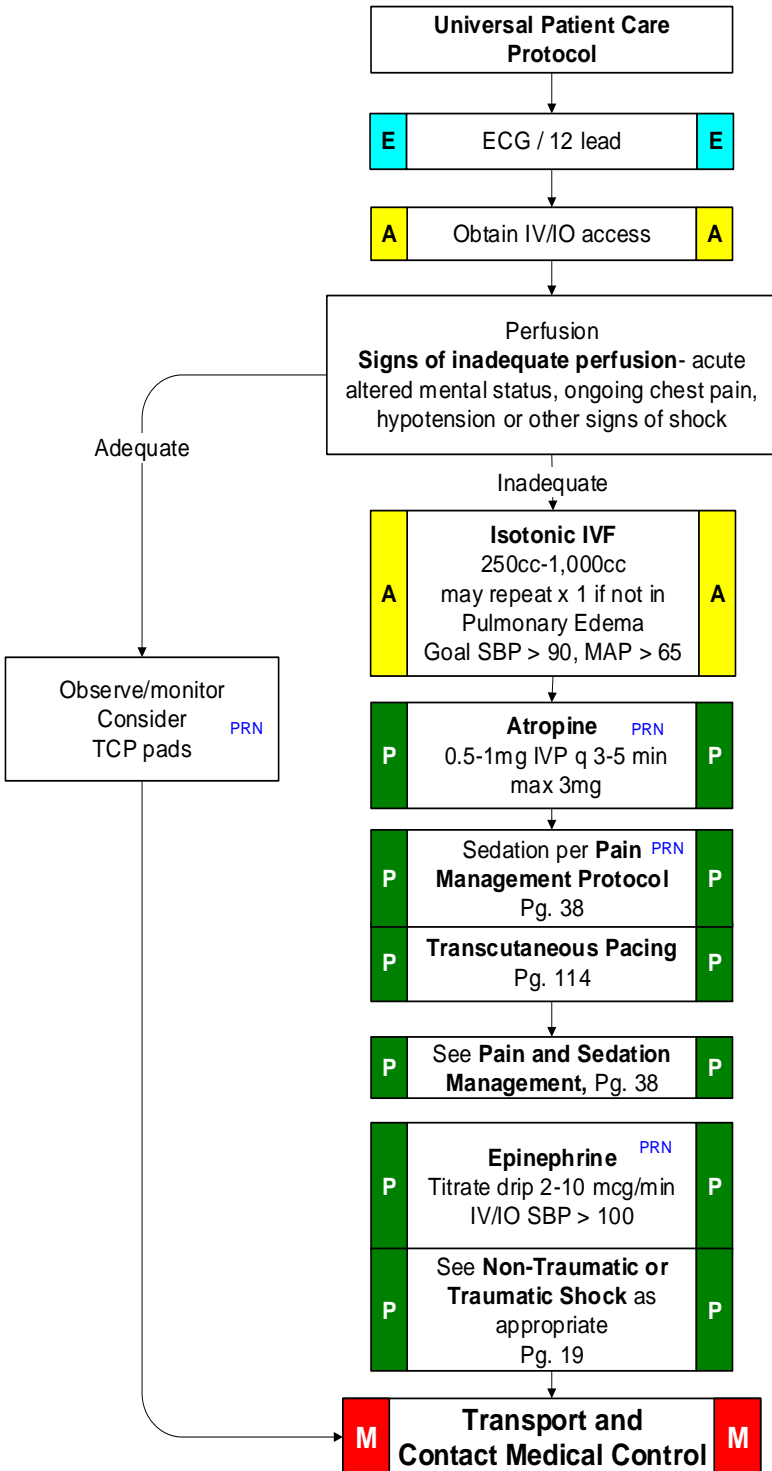 Universal Patient Care
Protocol
E ECG / 12 lead E
A Obtain IV/IO access A
Perfusion
Signs of inadequate perfusion- acute
altered mental status, ongoing chest pain,
hypotension or other signs of shock
Adequate
Inadequate
Isotonic IVF
250cc-1,000cc
A may repeat x 1 if not in A
Pulmonary Edema
Goal SBP > 90, MAP > 65
Observe/monitor
Consider
TCP pads PRN
Atropine PRN
P 0.5-1mg IVP q 3-5 min P
max 3mg
Sedation per Pain PRN
P Management Protocol P
Pg. 38
P Transcutaneous Pacing P
Pg. 114
P See Pain and Sedation P
Management, Pg. 38
Epinephrine PRN
P Titrate drip 2-10 mcg/min P
IV/IO SBP > 100
See Non-Traumatic or
P Traumatic Shock as P
appropriate
Pg. 19
M Transport and M
Contact Medical Control